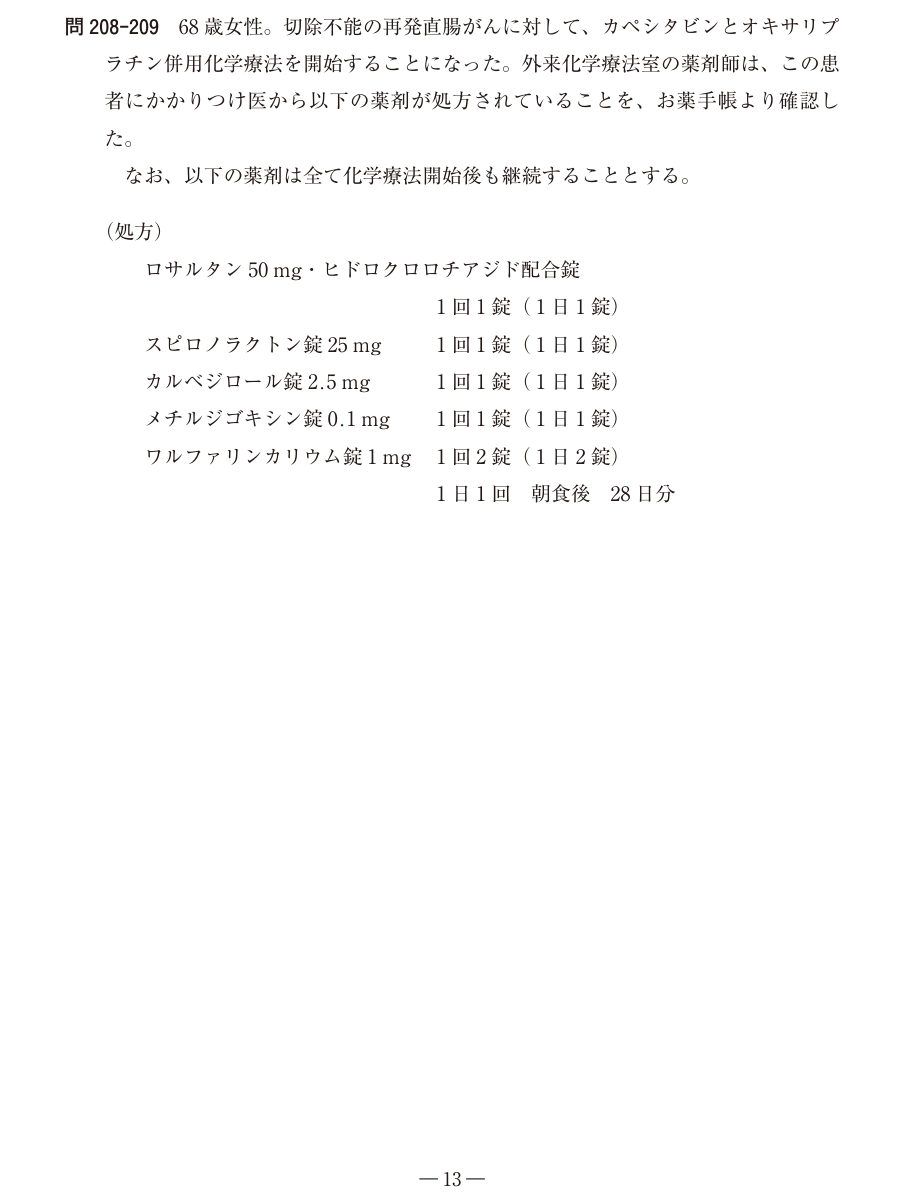 問 208-209　68 歳女性。切除不能の再発直腸がんに対して、カペシタビンとオキサリプ
ラチン併用化学療法を開始することになった。外来化学療法室の薬剤師は、この患
者にかかりつけ医から以下の薬剤が処方されていることを、お薬手帳より確認し
た。
なお、以下の薬剤は全て化学療法開始後も継続することとする。
（処方）
ロサルタン 50 mg・ヒドロクロロチアジド配合錠
1 回 1 錠（1 日 1 錠）
スピロノラクトン錠 25 mg　1 回 1 錠（1 日 1 錠）
カルベジロール錠 2.5 mg　1 回 1 錠（1 日 1 錠）
メチルジゴキシン錠 0.1 mg　1 回 1 錠（1 日 1 錠）
ワルファリンカリウム錠 1 mg　1 回 2 錠（1 日 2 錠）
1 日 1 回　朝食後　28 日分
— 13 —